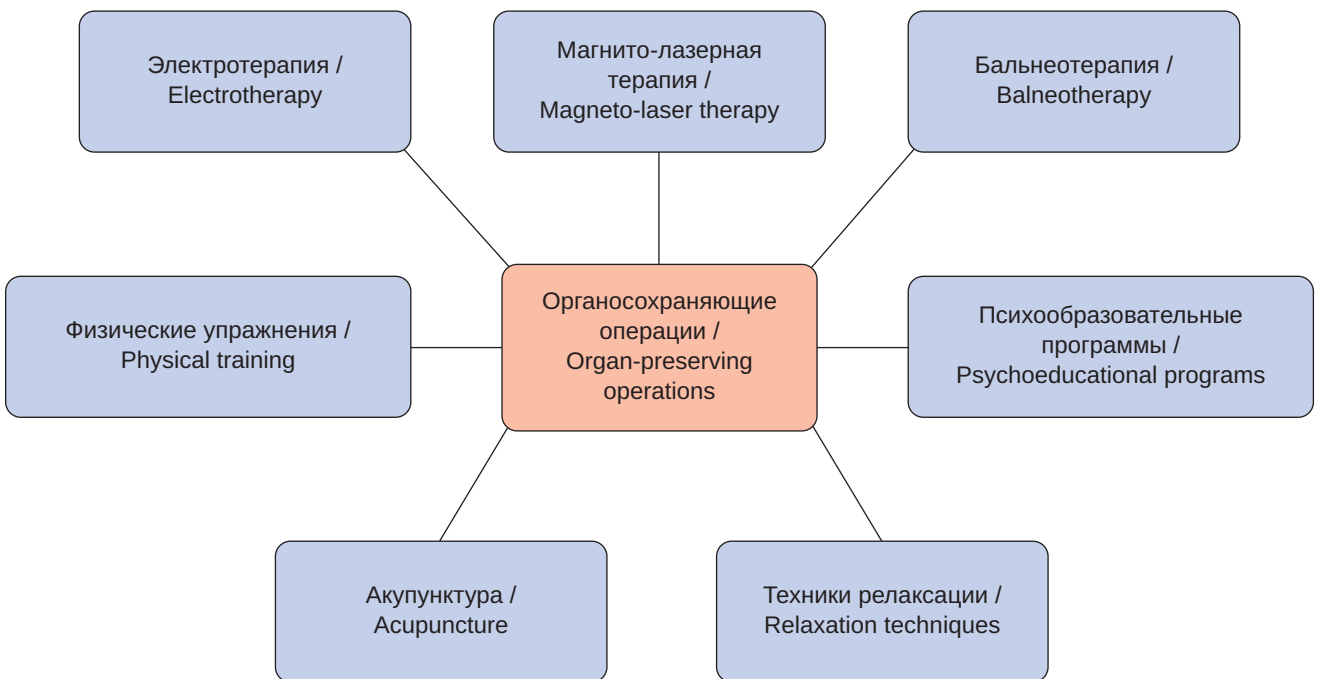 Электротерапия /
Electrotherapy
Магнито-лазерная
терапия /
Magneto-laser therapy
Бальнеотерапия /
Balneotherapy
Физические упражнения /
Physical training
Органосохраняющие
операции /
Organ-preserving
operations
Психообразовательные
программы /
Psychoeducational programs
Акупунктура /
Acupuncture
Техники релаксации /
Relaxation techniques